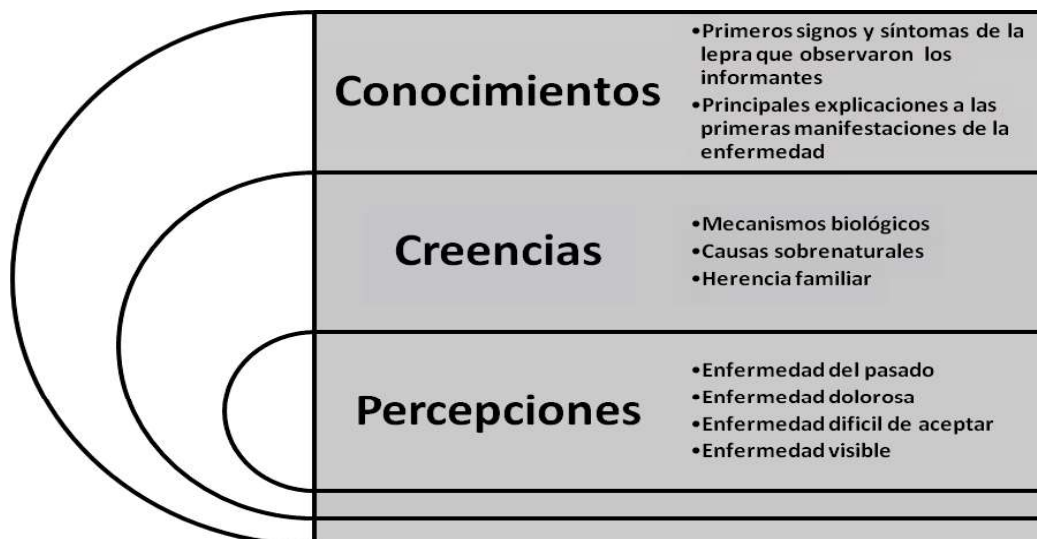 Conocimientos
•Primeros signos y síntomas de la
lepra que observaron los
informantes
•Principales explicaciones a las
primeras manifestaciones de la
enfermedad
Creencias
•Mecanismos biológicos
•Causas sobrenaturales
•Herencia familiar
Percepciones
•Enfermedad del pasado
•Enfermedad dolorosa
•Enfermedad dificil de aceptar
•Enfermedad visible